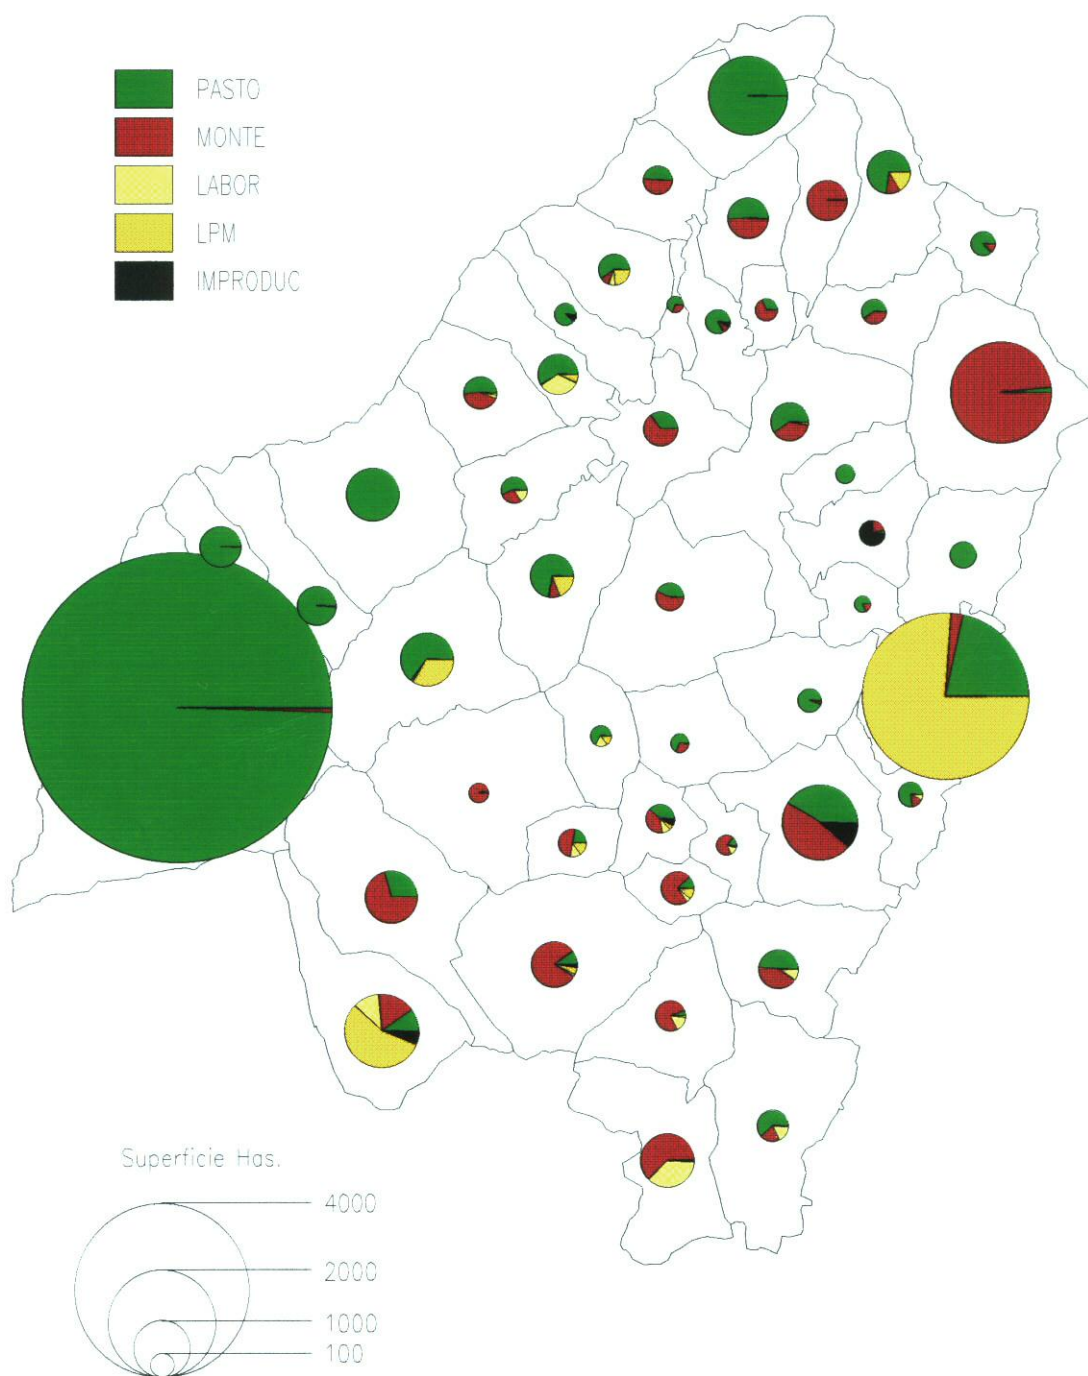 PASTO
MONTE
LABOR
LPM
IMPRODUC
Superficie Has.
4000
2000
1000
100